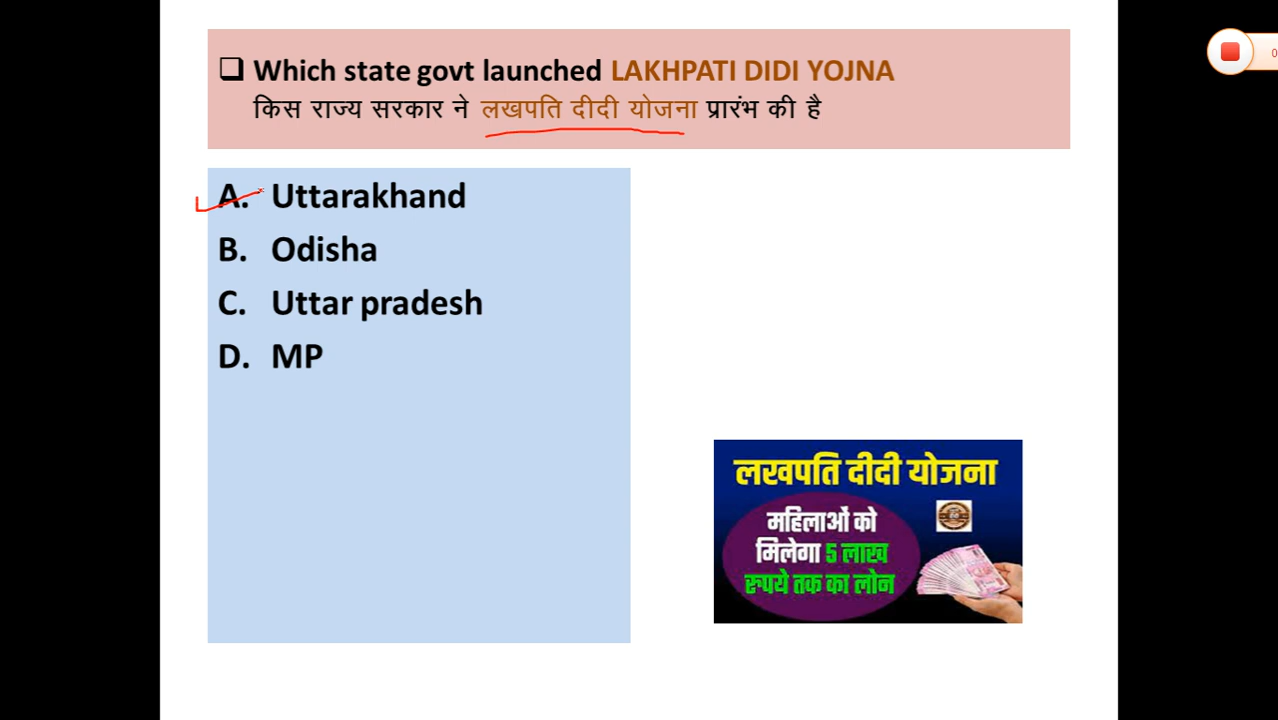 ❑ Which state govt launched LAKHPATI DIDI YOJNA
किस राज्य सरकार ने लखपति दीदी योजना प्रारंभ की है
A. Uttarakhand
B. Odisha
C. Uttar pradesh
D. MP
लखपति दीदी योजना
महिलाओं को
मिलेगा 5 लाख
रुपये तक का लोन